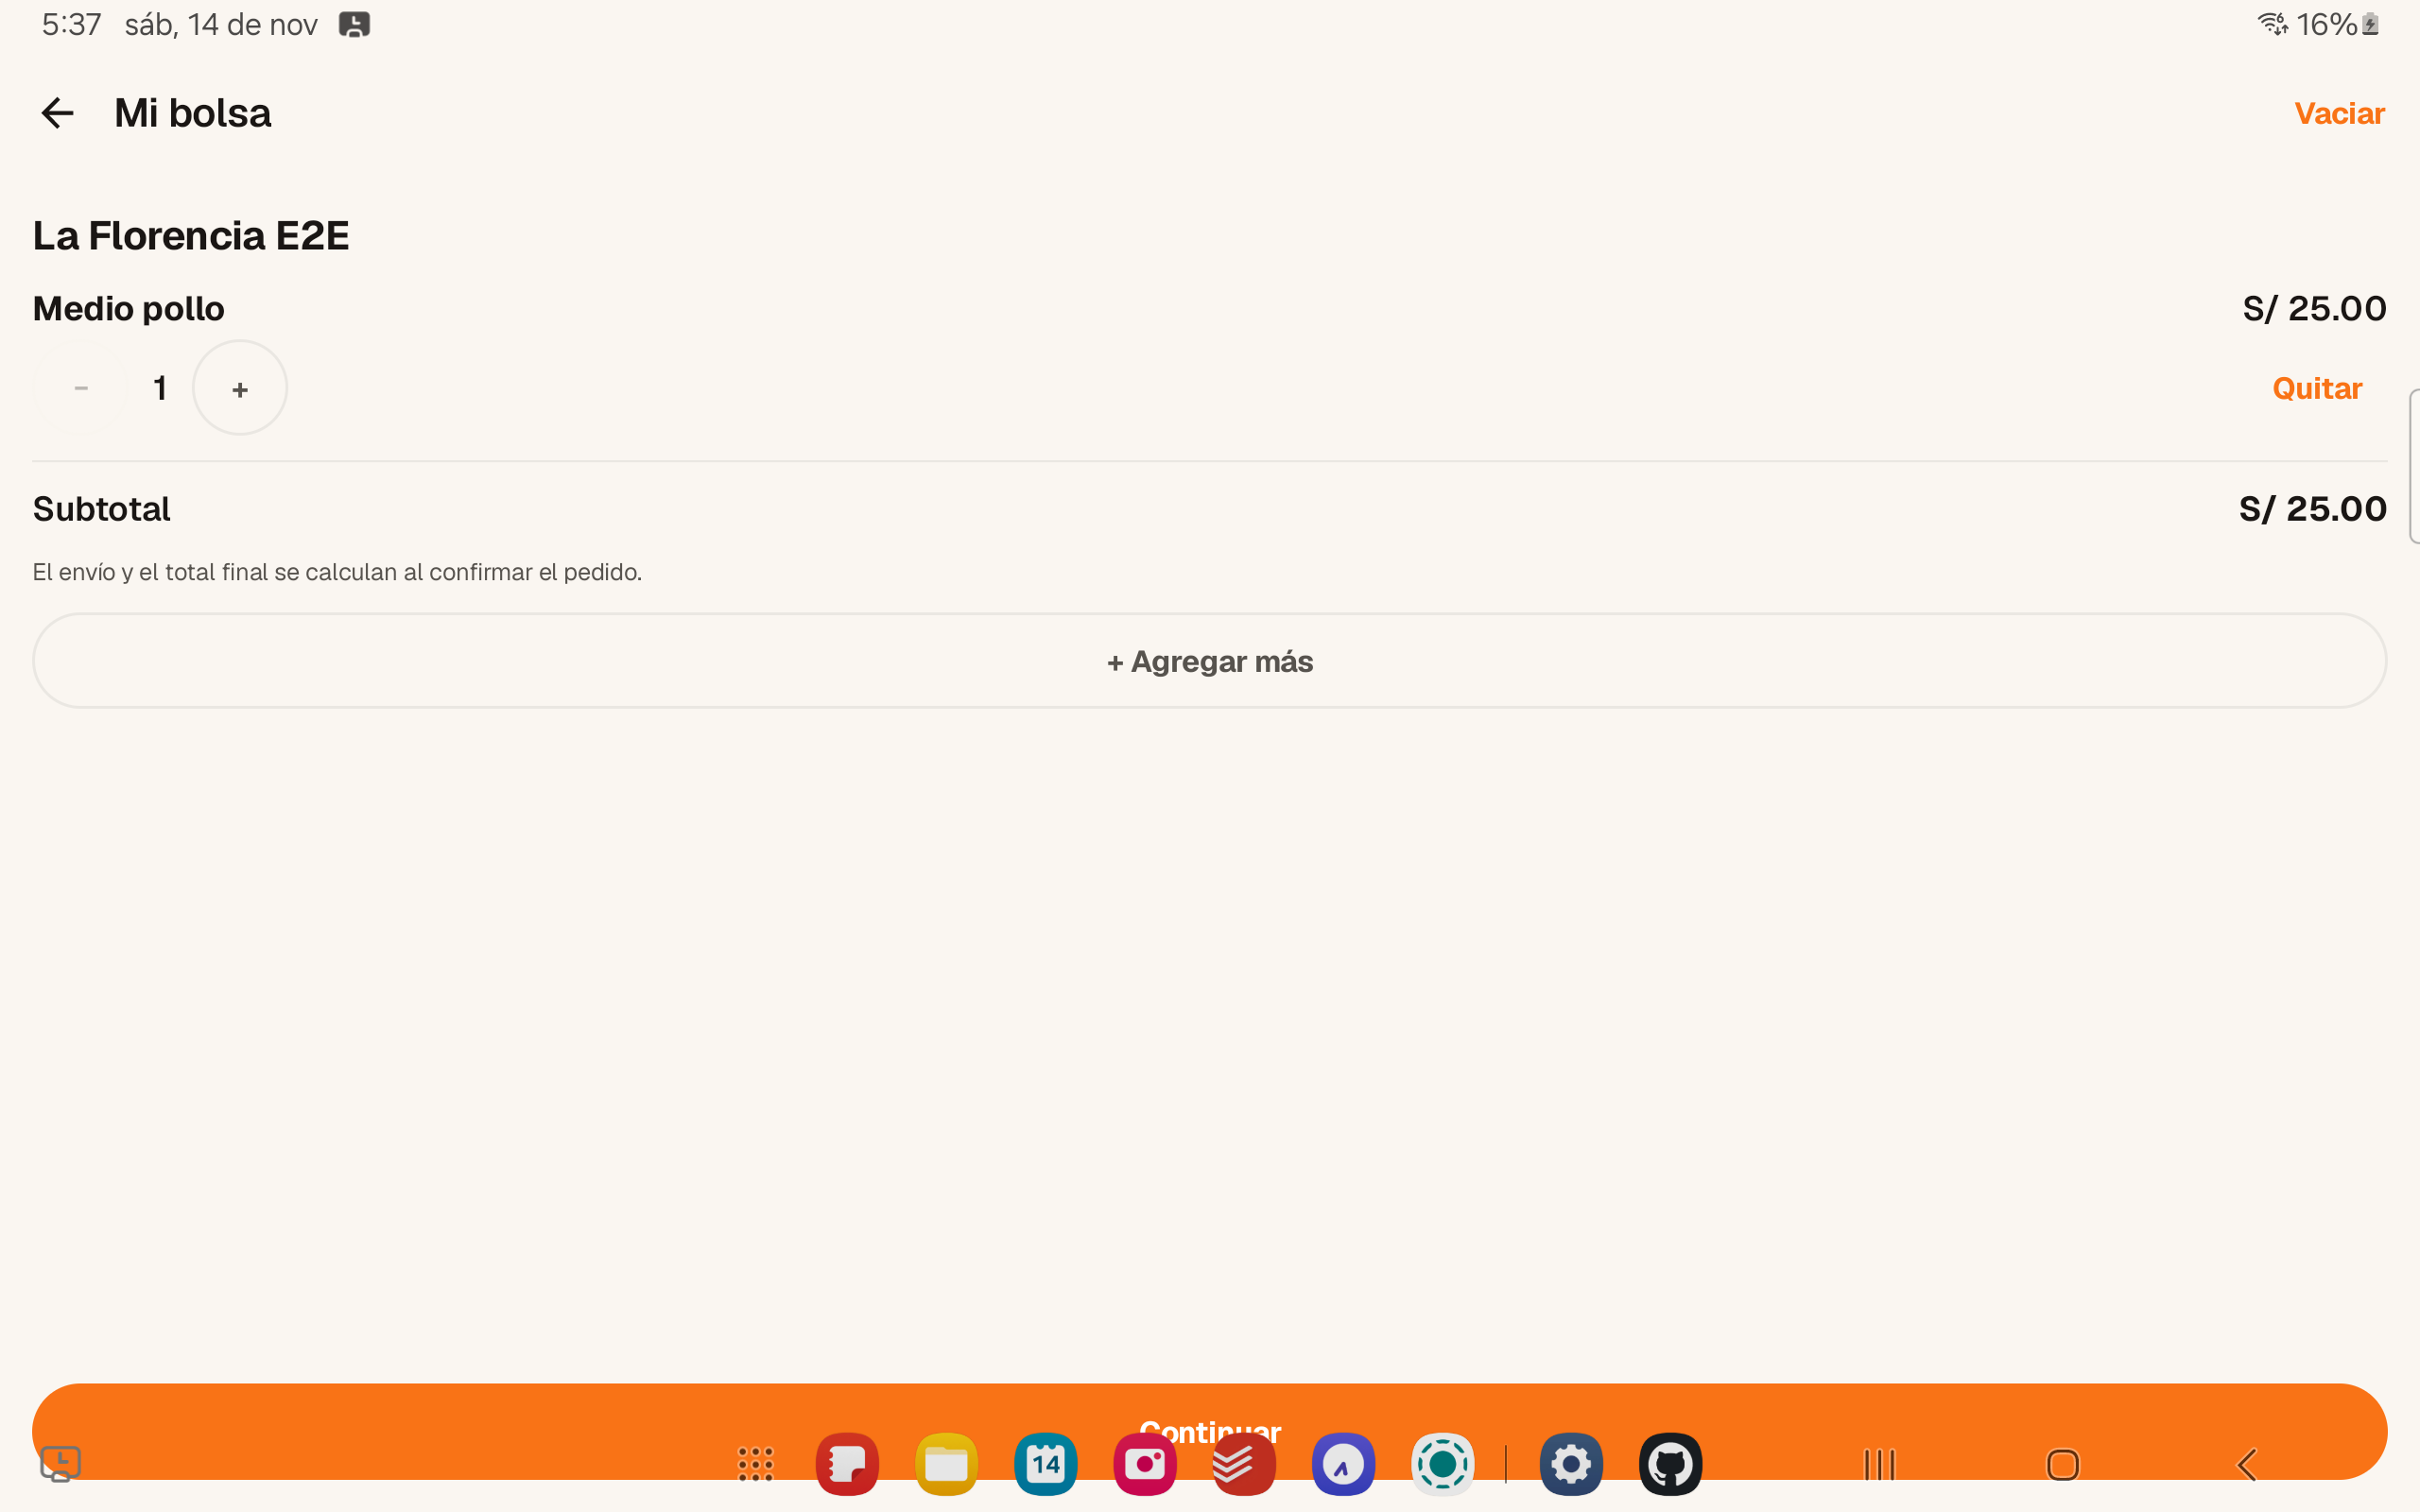 5:37 sáb, 14 de nov 16%
Mi bolsa Vaciar
La Florencia E2E
Medio pollo S/ 25.00
− 1 + Quitar
Subtotal S/ 25.00
El envío y el total final se calculan al confirmar el pedido.
+ Agregar más
Continuar
14